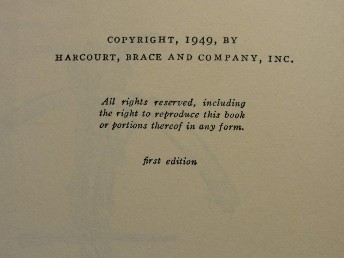 COPYRIGHT, 1949, BY
HARCOURT, BRACE AND COMPANY, INC.
All rights reserved, including
the right to reproduce this book
or portions thereof in any form.
first edition